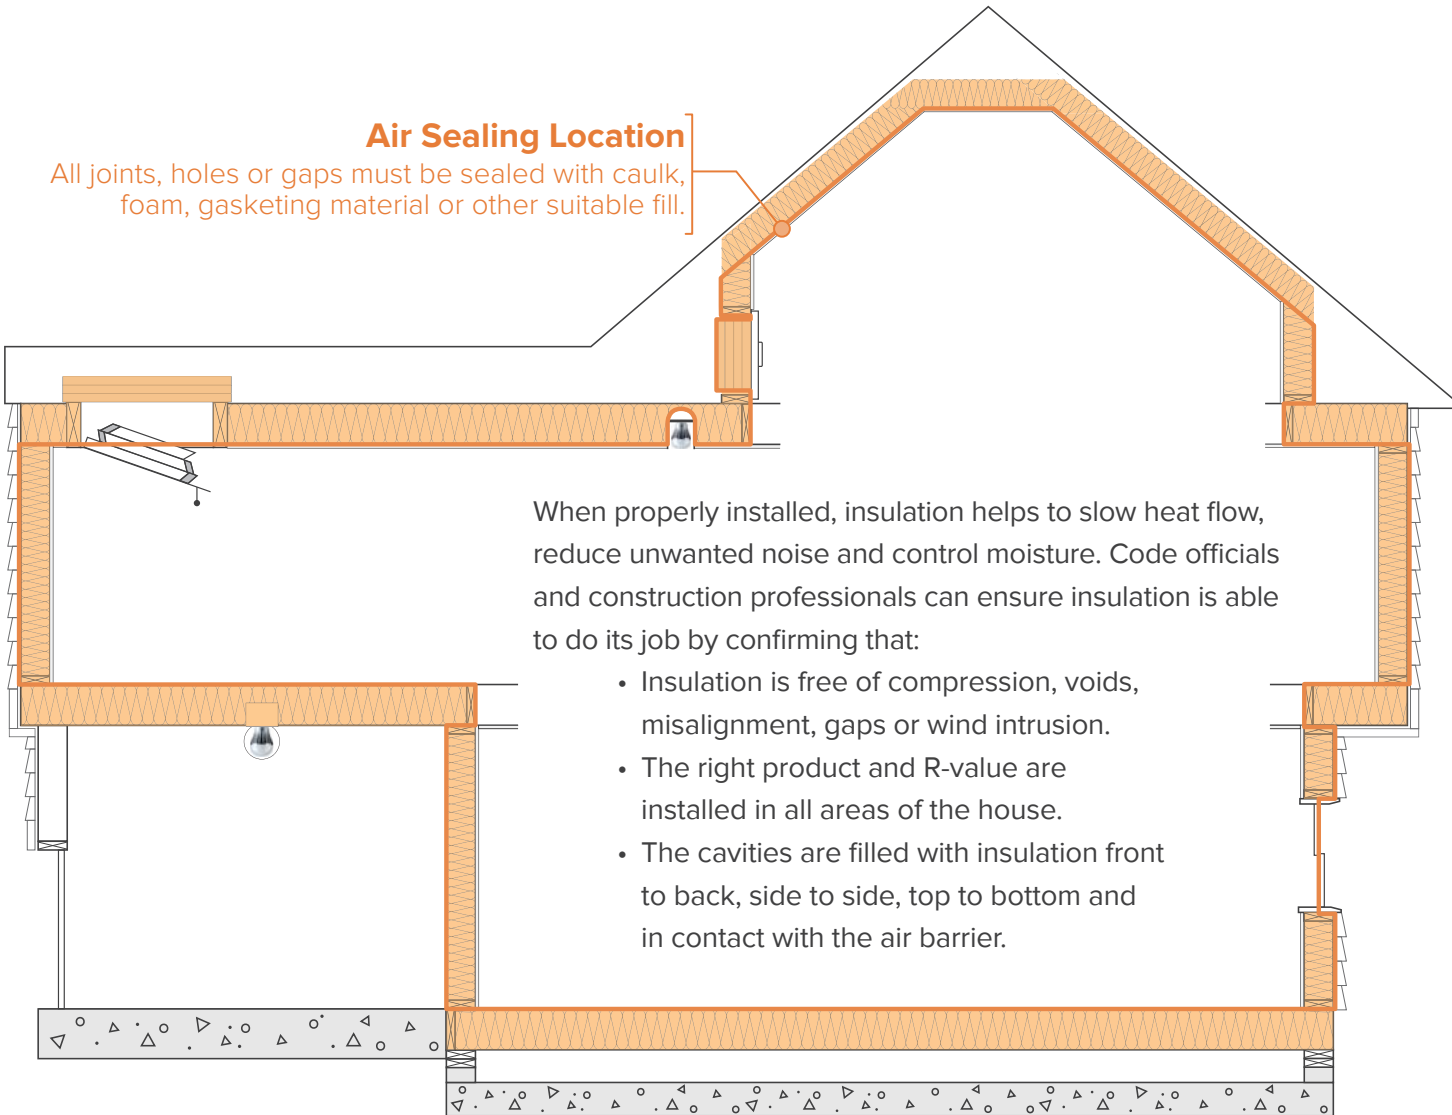 Air Sealing Location
All joints, holes or gaps must be sealed with caulk,
foam, gasketing material or other suitable fill.
When properly installed, insulation helps to slow heat flow,
reduce unwanted noise and control moisture. Code officials
and construction professionals can ensure insulation is able
to do its job by confirming that:
• Insulation is free of compression, voids,
misalignment, gaps or wind intrusion.
• The right product and R-value are
installed in all areas of the house.
• The cavities are filled with insulation front
to back, side to side, top to bottom and
in contact with the air barrier.